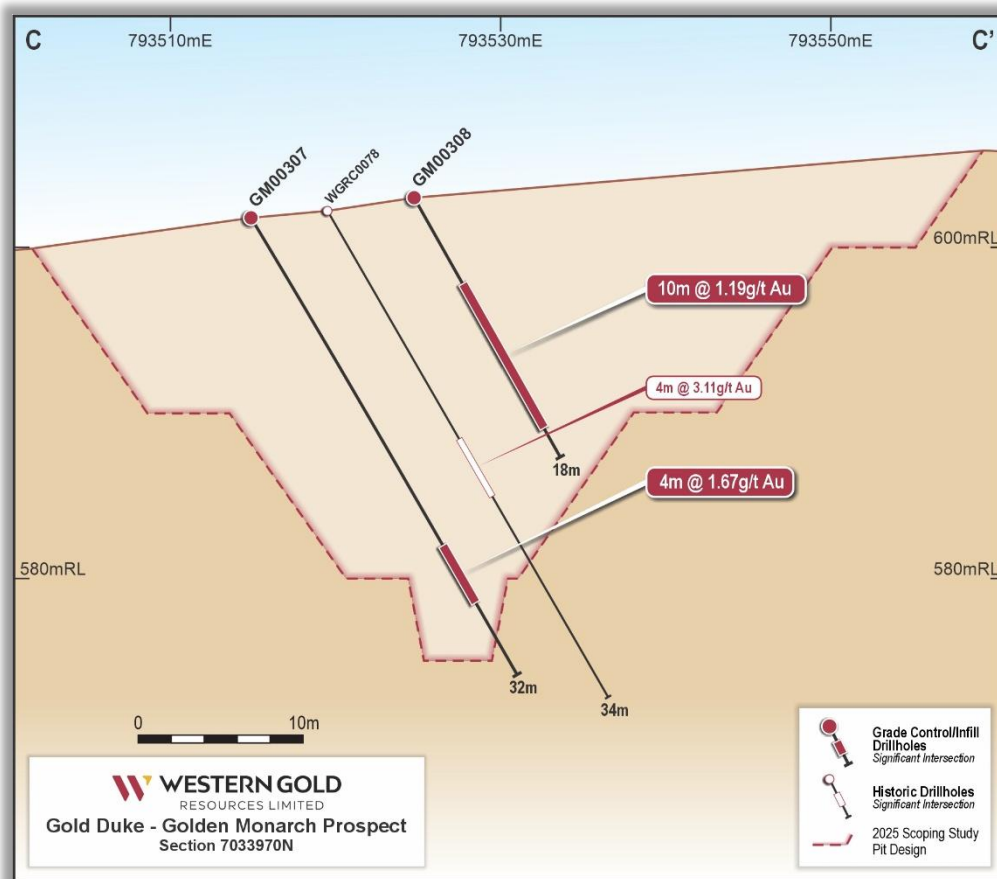 C
793510mE
793530mE
793550mE
C’
GM00307
WGRC0078
GM00308
600mRL
10m @ 1.19g/t Au
4m @ 3.11g/t Au
18m
4m @ 1.67g/t Au
580mRL
580mRL
32m
34m
0
10m
WESTERN GOLD
RESOURCES LIMITED
Gold Duke - Golden Monarch Prospect
Section 7033970N
Grade Control/Infill
Drillholes
Significant Intersection
Historic Drillholes
Significant Intersection
2025 Scoping Study
Pit Design